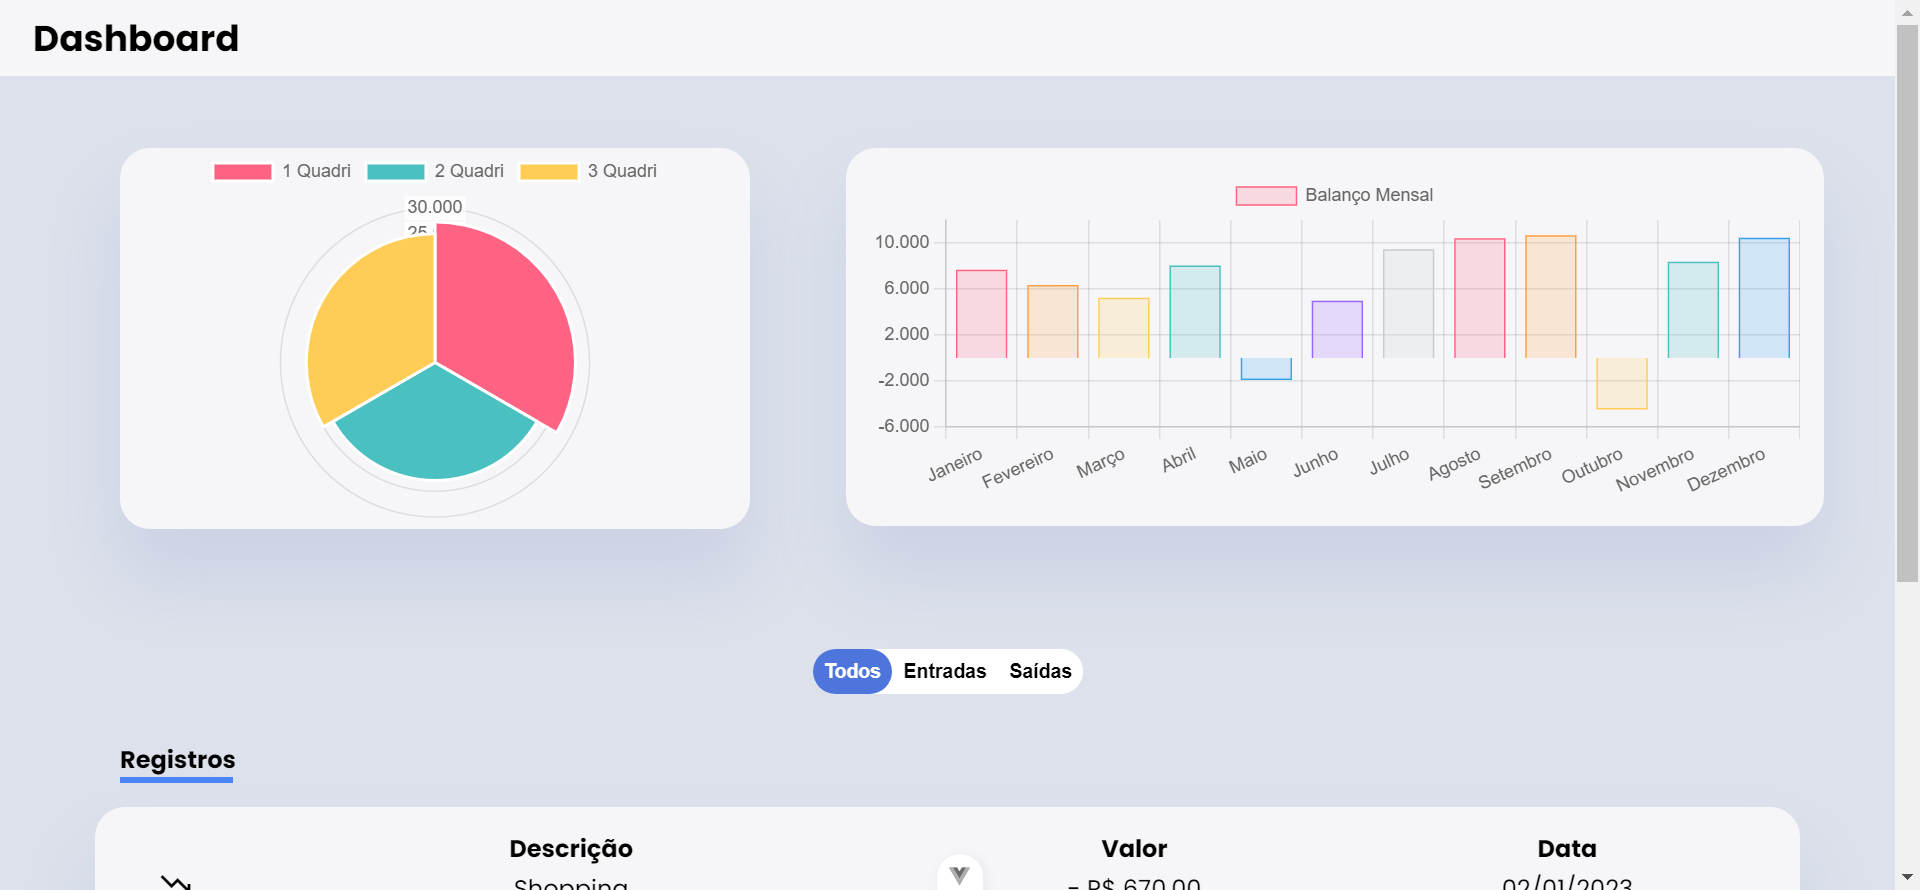 Dashboard
1 Quadri 2 Quadri 3 Quadri
30.000
25
Balanço Mensal
10.000
6.000
2.000
-2.000
-6.000
Janeiro Fevereiro Março Abril Maio Junho Julho Agosto Setembro Outubro Novembro Dezembro
Todos Entradas Saídas
Registros
Descrição Valor Data
Shopping - R$ 670,00 02/01/2023